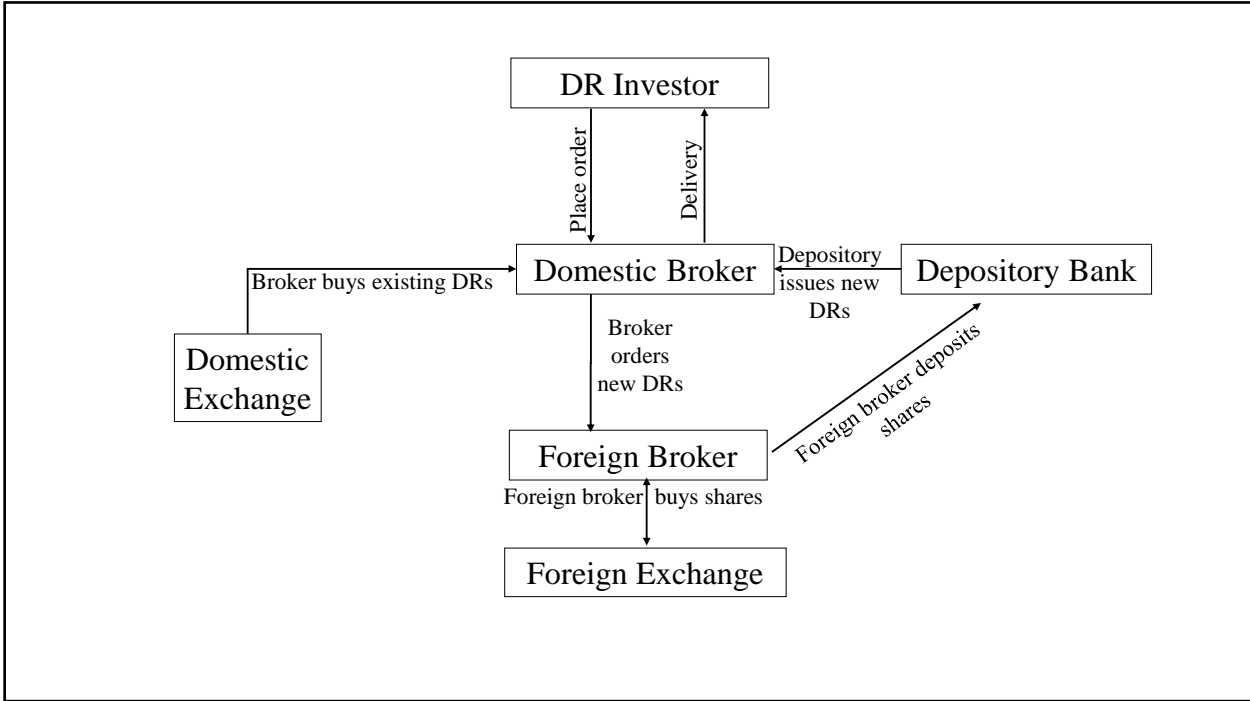 DR Investor
Place order
Delivery
Domestic Broker
Depository
issues new
DRs
Depository Bank
Broker buys existing DRs
Domestic
Exchange
Broker
orders
new DRs
Foreign broker deposits
shares
Foreign Broker
Foreign broker buys shares
Foreign Exchange